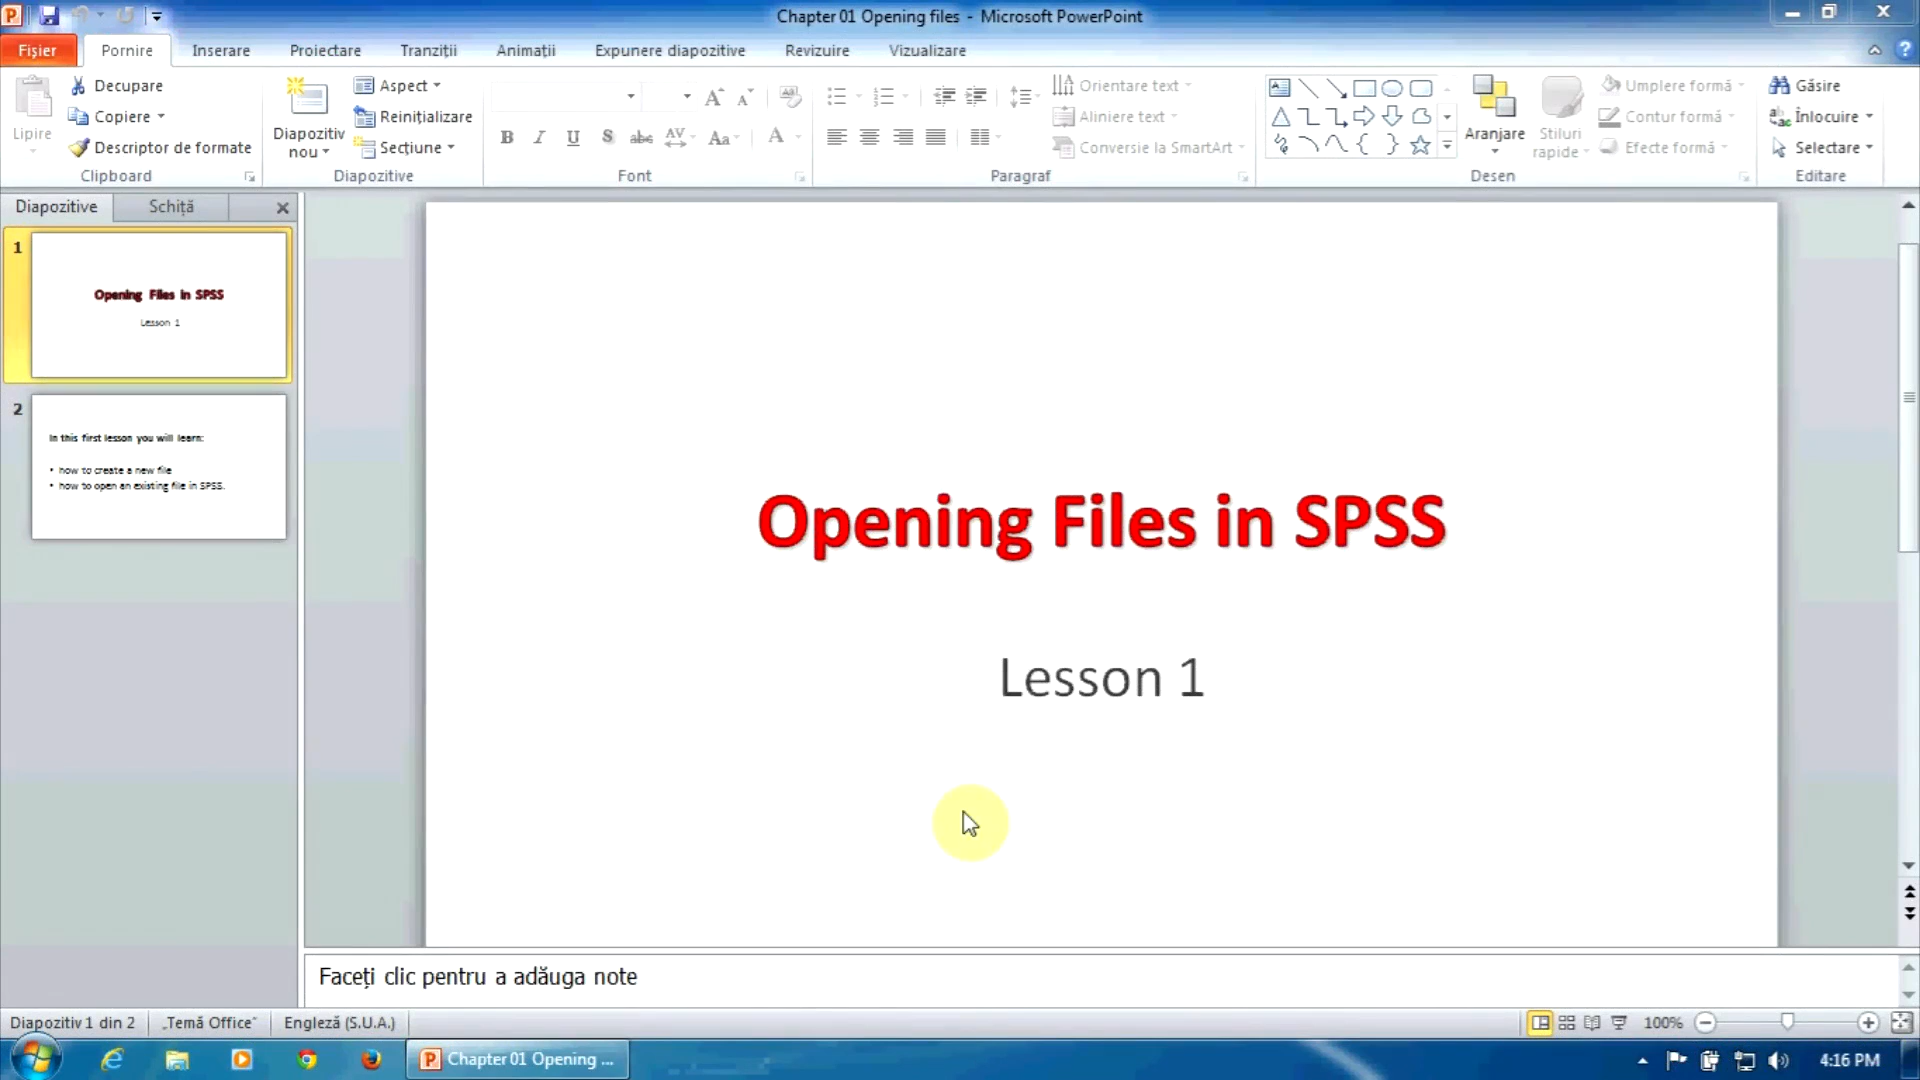 Chapter 01 Opening files - Microsoft PowerPoint
Fișier Pornire Inserare Proiectare Tranziții Animații Expunere diapozitive Revizuire Vizualizare
Lipire
Decupare
Copiere
Descriptor de formate
Clipboard
Diapozitiv nou
Aspect
Reinițializare
Secțiune
Diapozitive
Font
Orientare text
Aliniere text
Conversie la SmartArt
Paragraf
Aranjare
Stiluri rapide
Umplere formă
Contur formă
Efecte formă
Desen
Găsire
Înlocuire
Selectare
Editare
Diapozitive Schiță
1
Opening Files in SPSS
Lesson 1
2
In this first lesson you will learn:
• how to create a new file
• how to open an existing file in SPSS.
Opening Files in SPSS
Lesson 1
Faceți clic pentru a adăuga note
Diapozitiv 1 din 2 „Temă Office” Engleză (S.U.A.) 100%
Chapter 01 Opening ... 4:16 PM